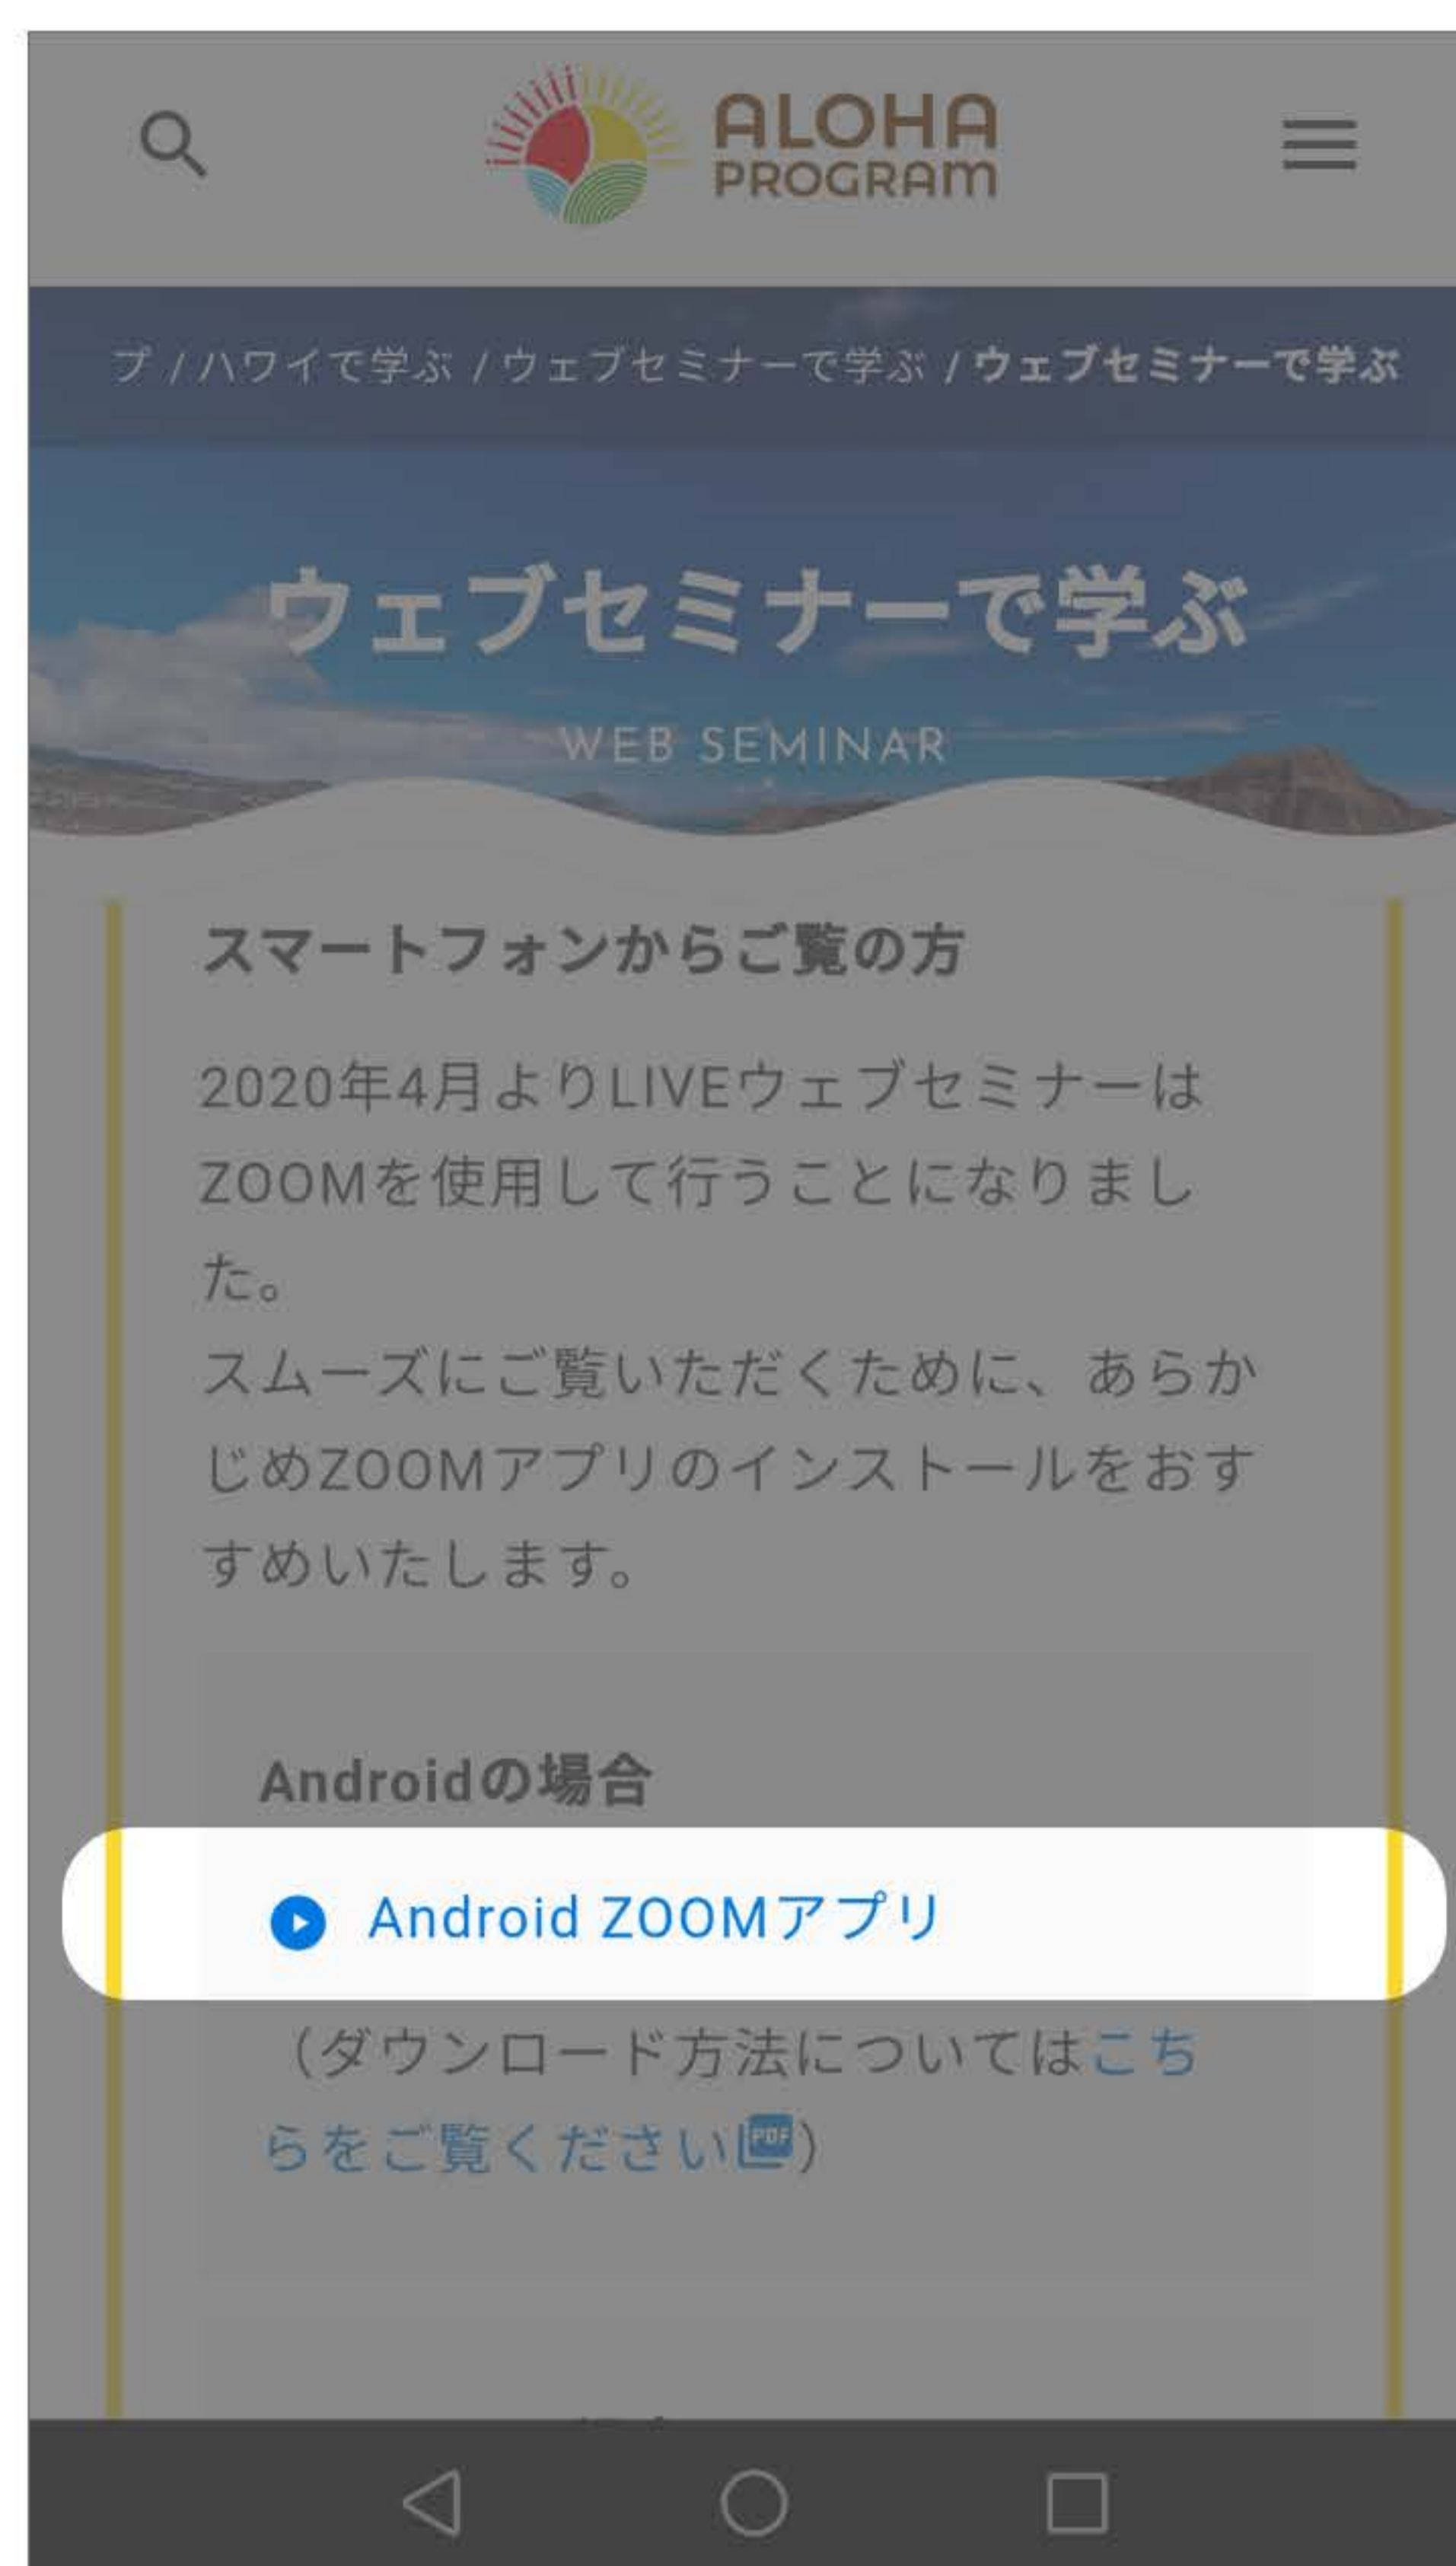 ALOHA
PROGRAM
プ / ハワイで学ぶ / ウェブセミナーで学ぶ / ウェブセミナーで学ぶ
ウェブセミナーで学ぶ
WEB SEMINAR
スマートフォンからご覧の方
2020年4月よりLIVEウェブセミナーは
ZOOMを使用して行うことになりまし
た。
スムーズにご覧いただくために、あらか
じめZOOMアプリのインストールをおす
すめいたします。
Androidの場合
Android ZOOMアプリ
（ダウンロード方法についてはこち
らをご覧くださいPDF）